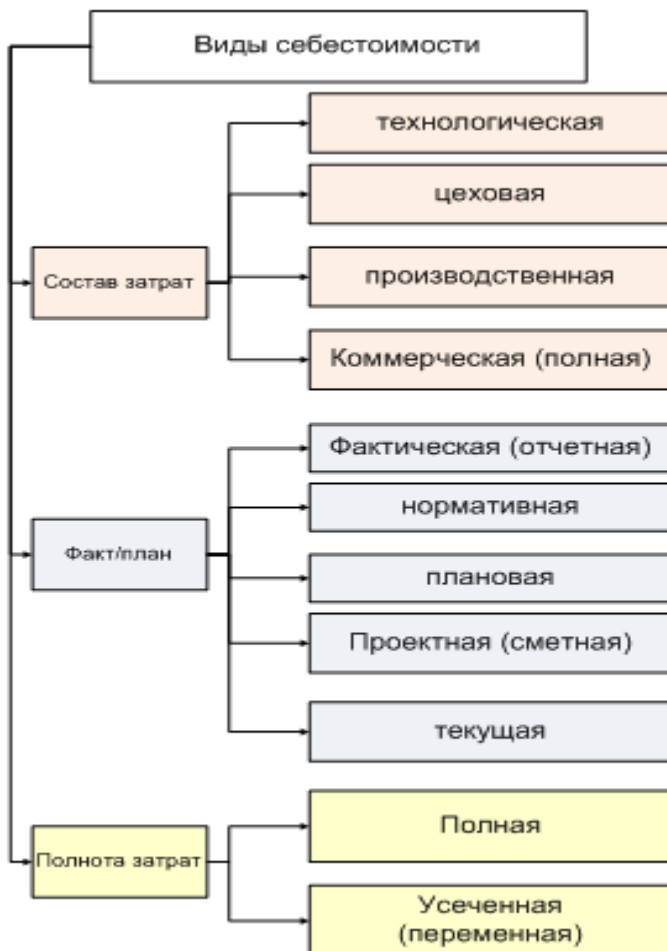 Виды себестоимости
технологическая
цеховая
Состав затрат
производственная
Коммерческая (полная)
Фактическая (отчетная)
нормативная
Факт/план
плановая
Проектная (сметная)
текущая
Полная
Полнота затрат
Усеченная
(переменная)